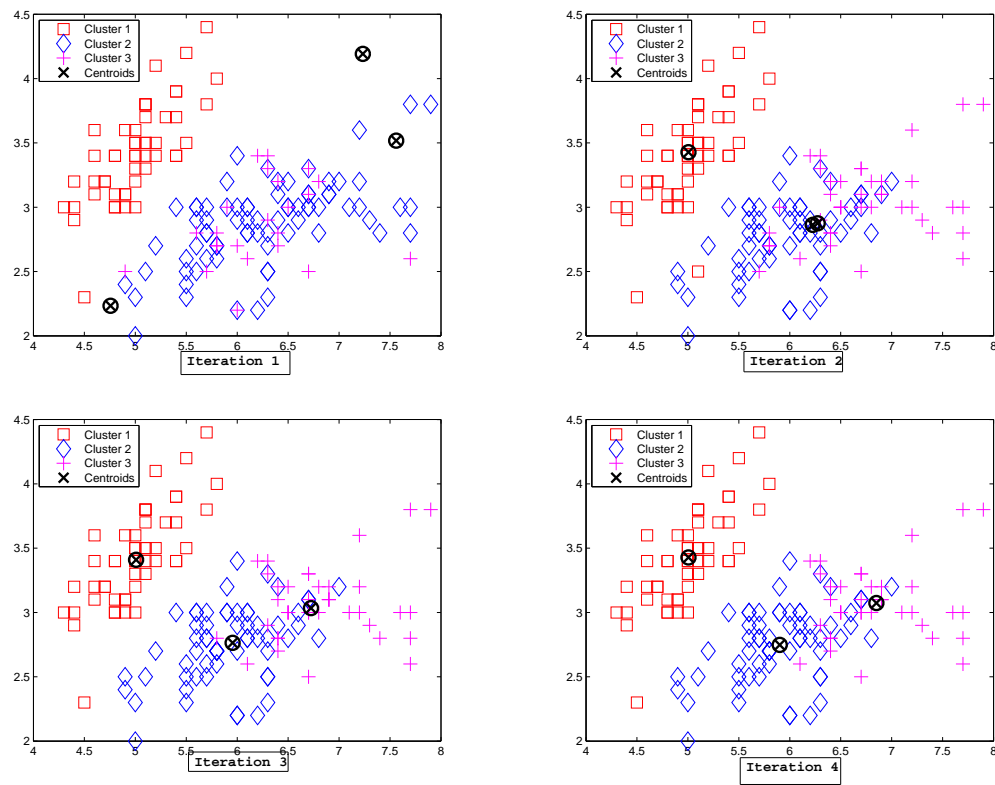 4.5
4
3.5
3
2.5
2
Cluster 1
Cluster 2
Cluster 3
Centroids
4 4.5 5 5.5 6 6.5 7 7.5 8
Iteration 1
4.5
4
3.5
3
2.5
2
Cluster 1
Cluster 2
Cluster 3
Centroids
4 4.5 5 5.5 6 6.5 7 7.5 8
Iteration 2
4.5
4
3.5
3
2.5
2
Cluster 1
Cluster 2
Cluster 3
Centroids
4 4.5 5 5.5 6 6.5 7 7.5 8
Iteration 3
4.5
4
3.5
3
2.5
2
Cluster 1
Cluster 2
Cluster 3
Centroids
4 4.5 5 5.5 6 6.5 7 7.5 8
Iteration 4